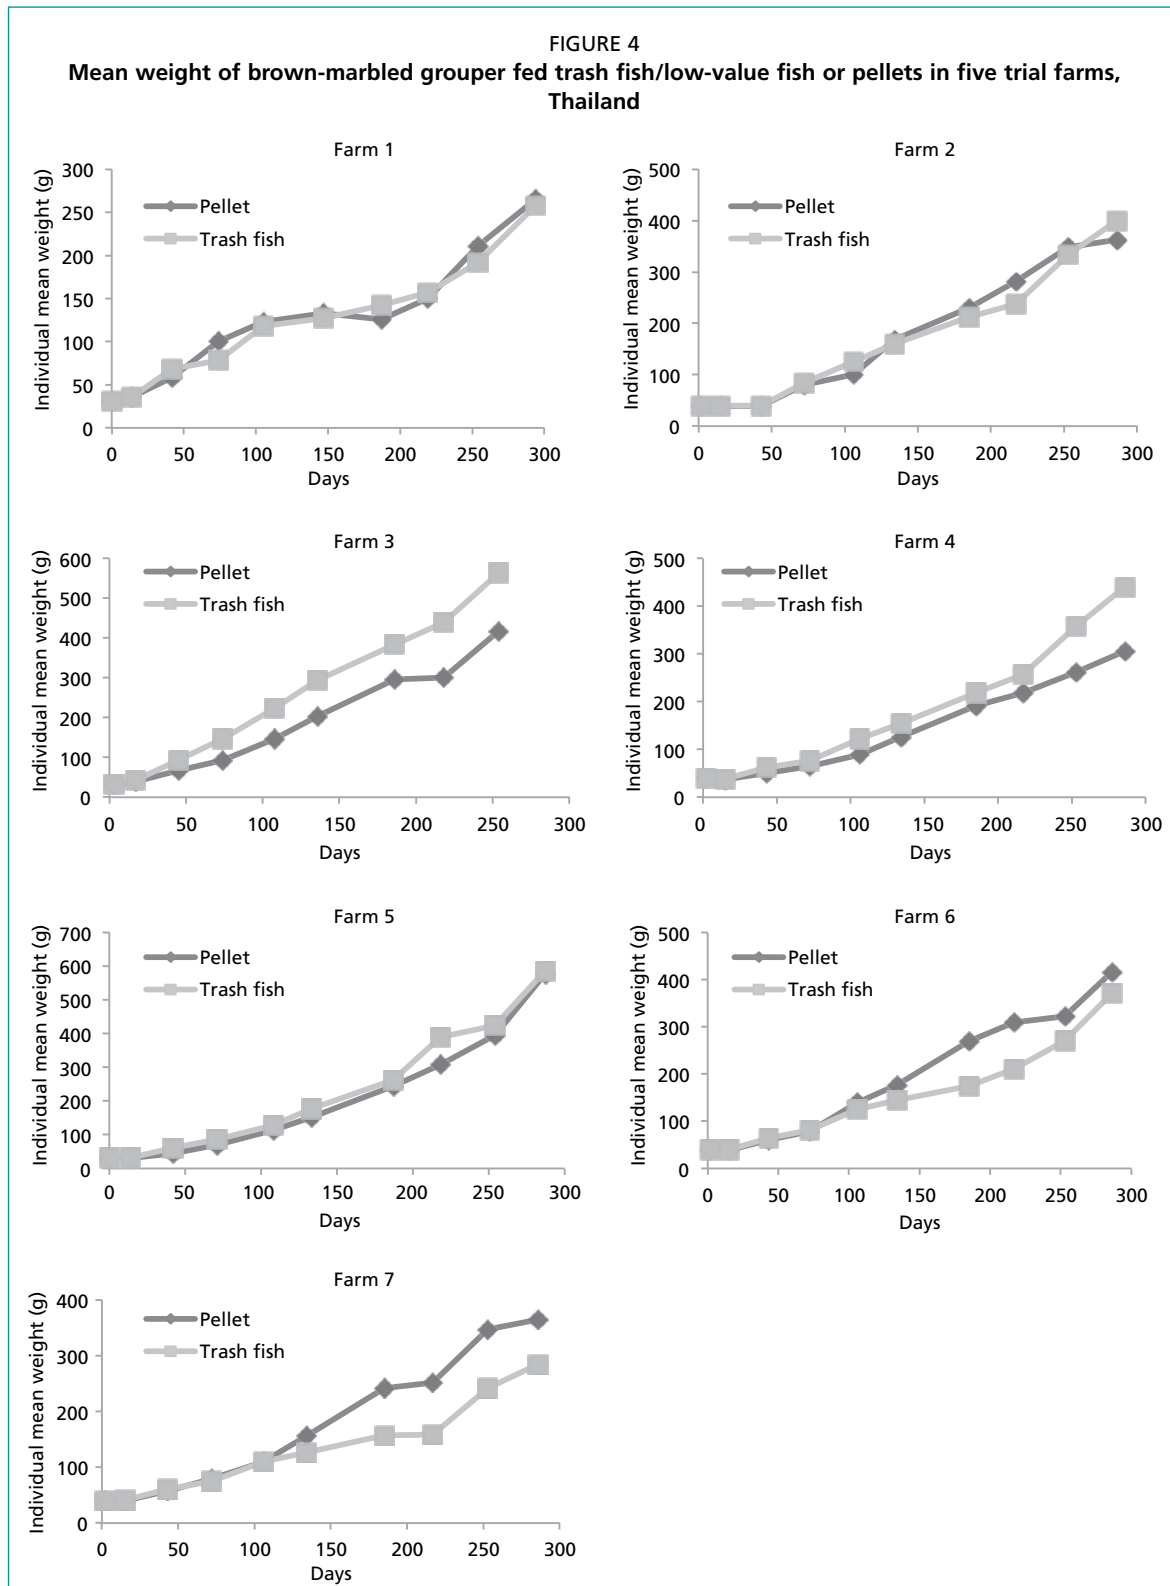 FIGURE 4
Mean weight of brown-marbled grouper fed trash fish/low-value fish or pellets in five trial farms,
Thailand
Farm 1
Individual mean weight (g)
300
250
200
150
100
50
0
Pellet
Trash fish
0 50 100 150 200 250 300
Days
Farm 2
Individual mean weight (g)
500
400
300
200
100
0
Pellet
Trash fish
0 50 100 150 200 250 300
Days
Farm 3
Individual mean weight (g)
600
500
400
300
200
100
0
Pellet
Trash fish
0 50 100 150 200 250 300
Days
Farm 4
Individual mean weight (g)
500
400
300
200
100
0
Pellet
Trash fish
0 50 100 150 200 250 300
Days
Farm 5
Individual mean weight (g)
700
600
500
400
300
200
100
0
Pellet
Trash fish
0 50 100 150 200 250 300
Days
Farm 6
Individual mean weight (g)
500
400
300
200
100
0
Pellet
Trash fish
0 50 100 150 200 250 300
Days
Farm 7
Individual mean weight (g)
400
300
200
100
0
Pellet
Trash fish
0 50 100 150 200 250 300
Days